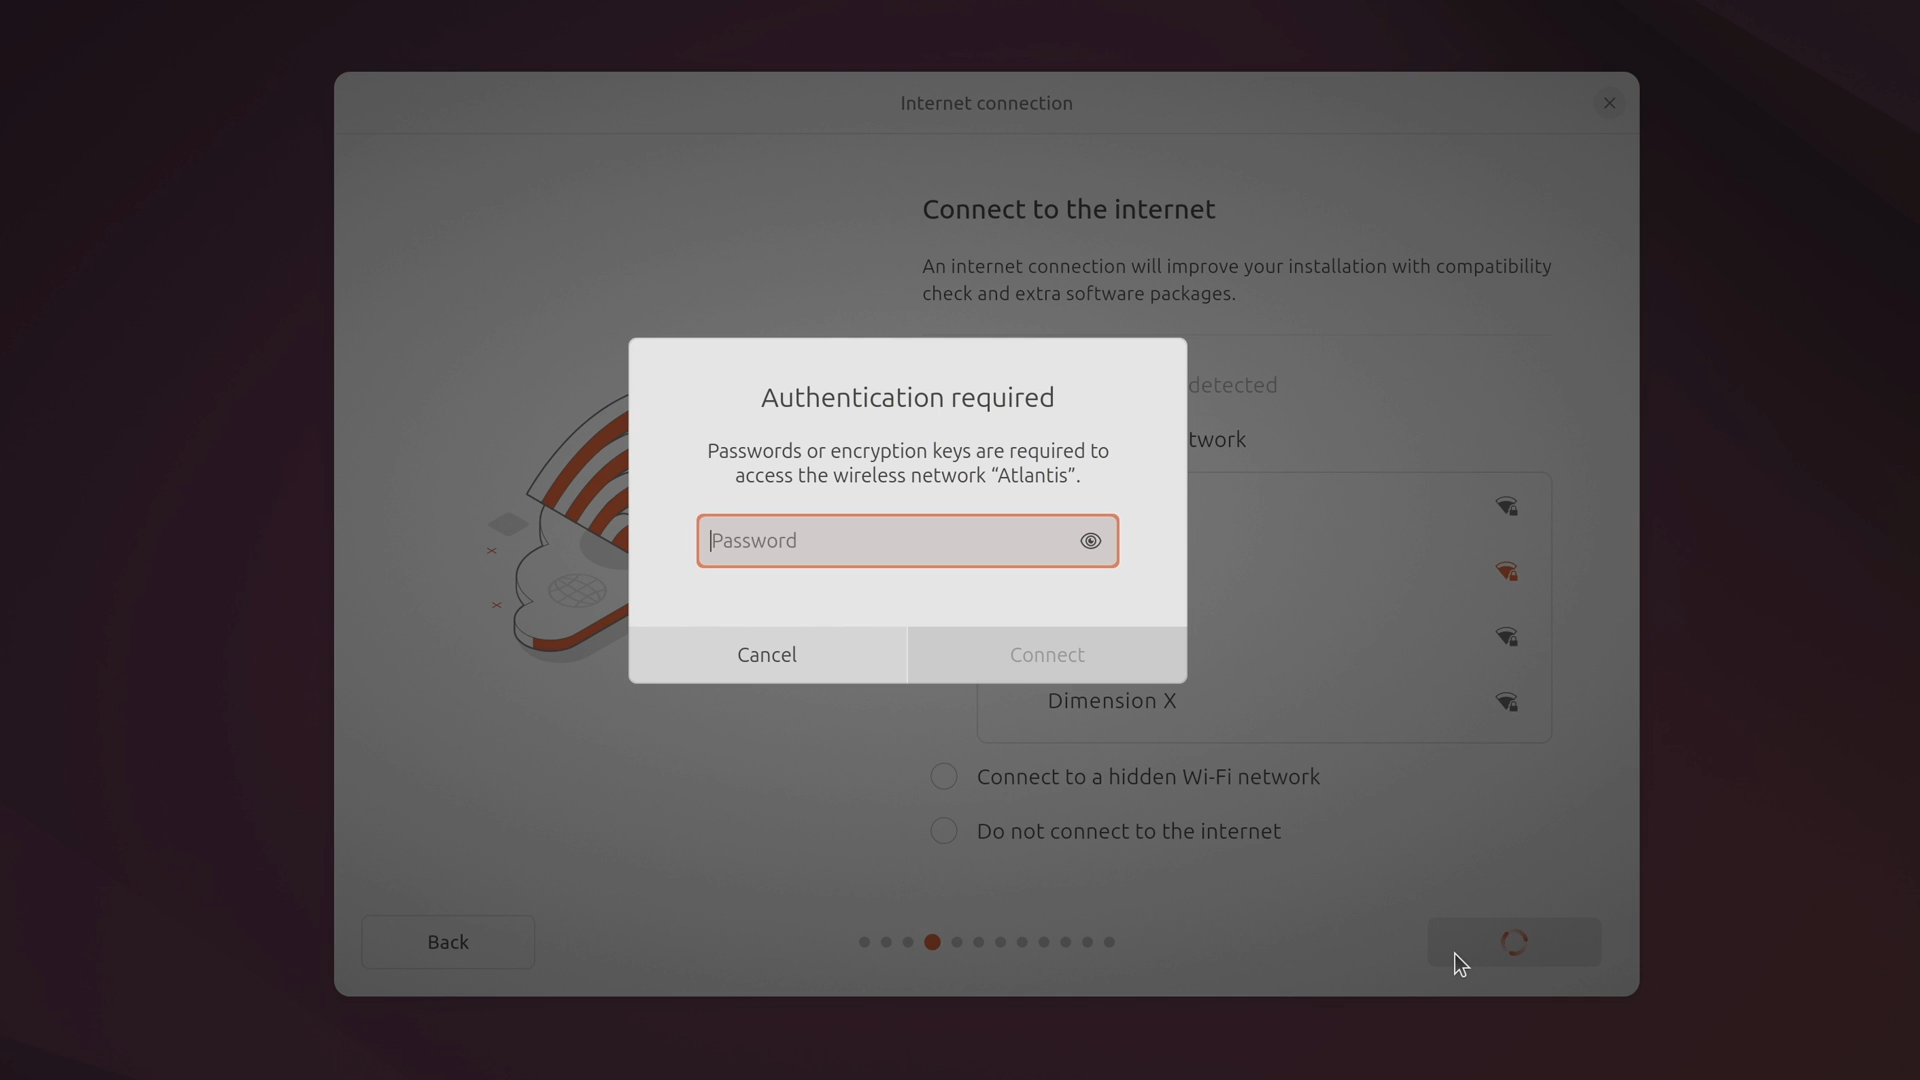 Internet connection
Connect to the internet
An internet connection will improve your installation with compatibility
check and extra software packages.
detected
twork
Authentication required
Passwords or encryption keys are required to
access the wireless network “Atlantis”.
Password
Cancel
Connect
Dimension X
Connect to a hidden Wi-Fi network
Do not connect to the internet
Back